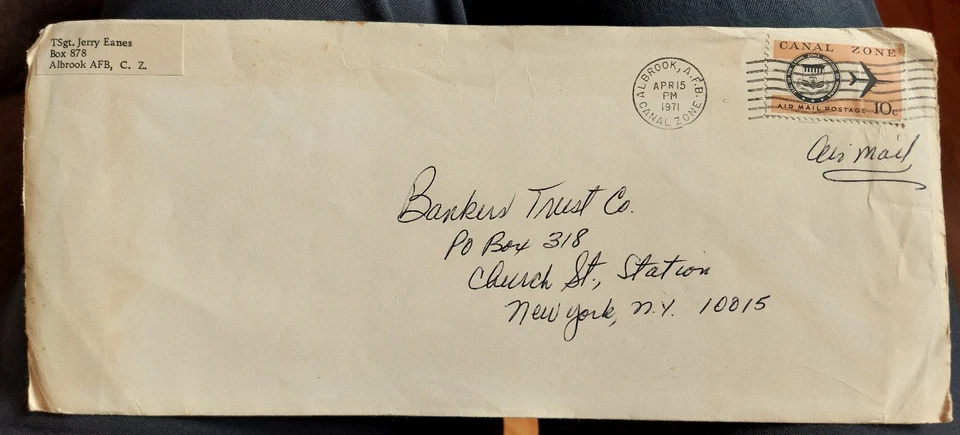 TSgt. Jerry Eanes
Box 878
Albrook AFB, C. Z.
ALBROOK, A.F.B.
APR 15
PM
1971
CANAL ZONE
CANAL ZONE
AIR MAIL POSTAGE 10c
Air Mail
Bankers Trust Co.
PO Box 318
Church St., Station
New York, N.Y. 10015